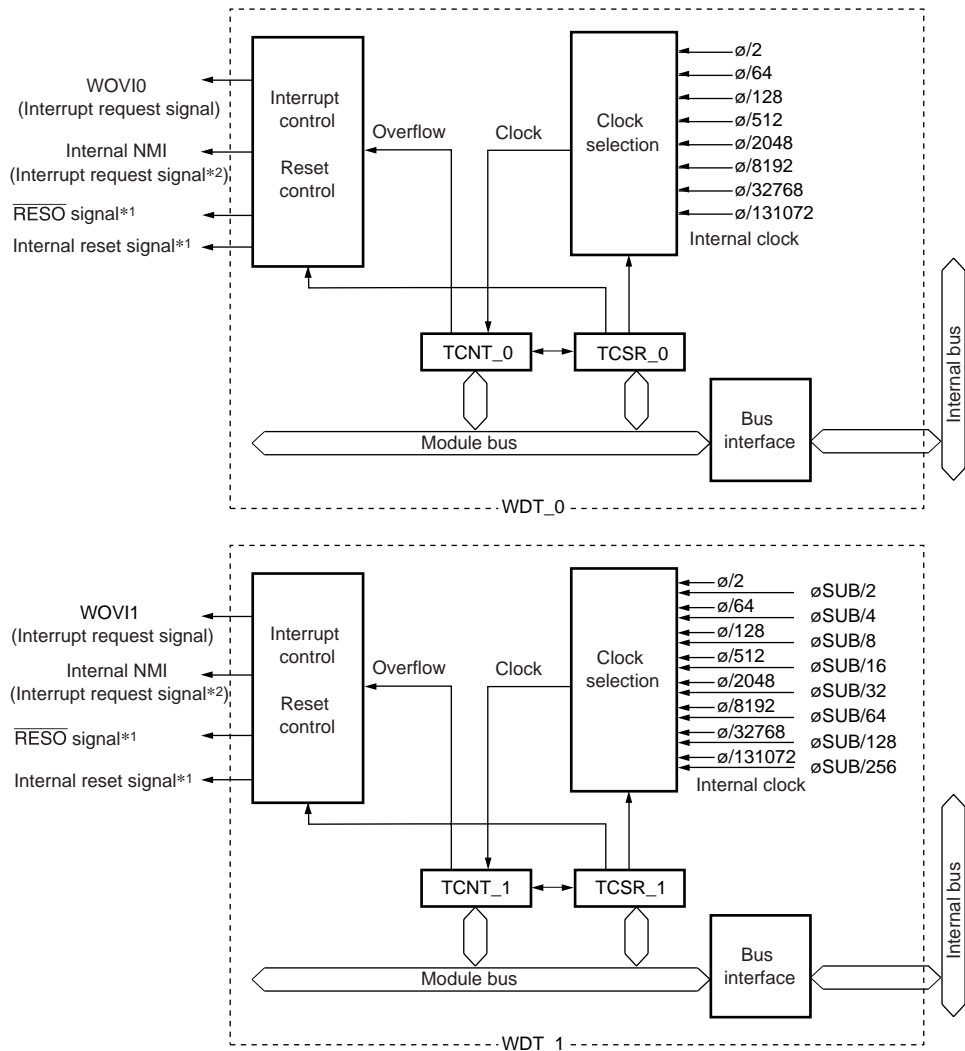 WOVI0
(Interrupt request signal)
Internal NMI
(Interrupt request signal*2)
RESO signal*1
Internal reset signal*1
Interrupt
control
Reset
control
Overflow
Clock
Clock
selection
ø/2
ø/64
ø/128
ø/512
ø/2048
ø/8192
ø/32768
ø/131072
Internal clock
TCNT_0
TCSR_0
Module bus
Bus
interface
Internal bus
WDT_0
WOVI1
(Interrupt request signal)
Internal NMI
(Interrupt request signal*2)
RESO signal*1
Internal reset signal*1
Interrupt
control
Reset
control
Overflow
Clock
Clock
selection
ø/2
øSUB/2
ø/64
øSUB/4
ø/128
øSUB/8
ø/512
øSUB/16
ø/2048
øSUB/32
ø/8192
øSUB/64
ø/32768
øSUB/128
ø/131072
øSUB/256
Internal clock
TCNT_1
TCSR_1
Module bus
Bus
interface
Internal bus
WDT_1